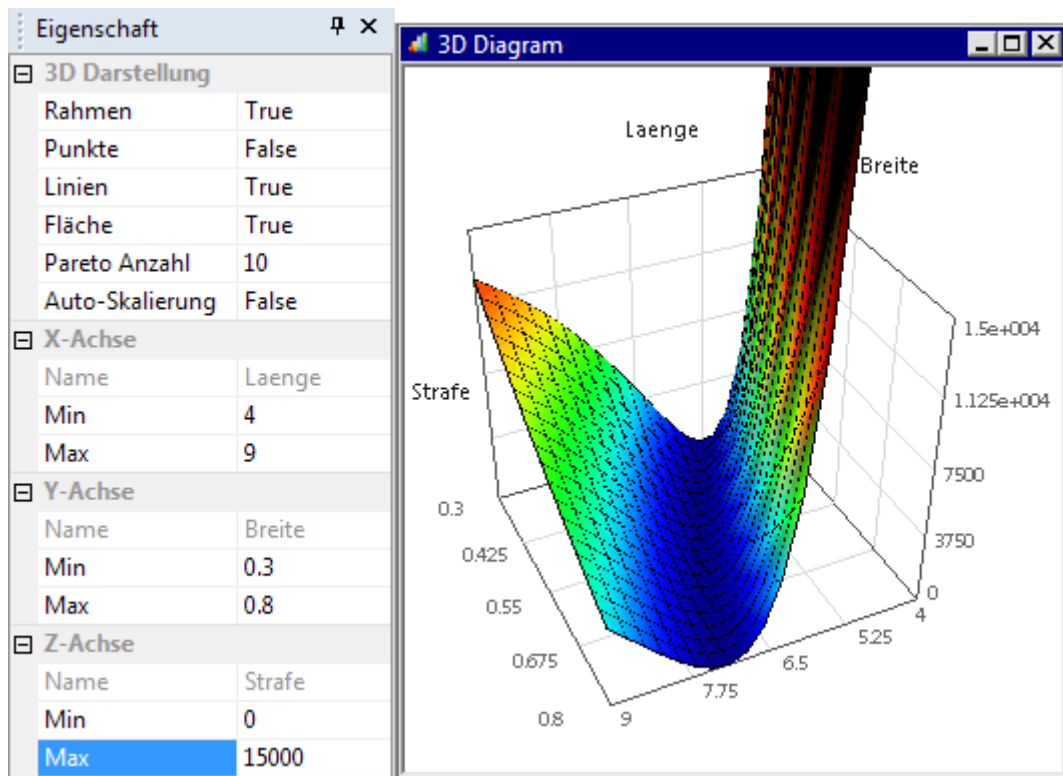 Eigenschaft
3D Darstellung
Rahmen True
Punkte False
Linien True
Fläche True
Pareto Anzahl 10
Auto-Skalierung False
X-Achse
Name Laenge
Min 4
Max 9
Y-Achse
Name Breite
Min 0.3
Max 0.8
Z-Achse
Name Strafe
Min 0
Max 15000
3D Diagram
Laenge
Breite
Strafe
1.5e+004
1.125e+004
7500
3750
0
0.3
0.425
0.55
0.675
0.8
9
7.75
6.5
5.25
4